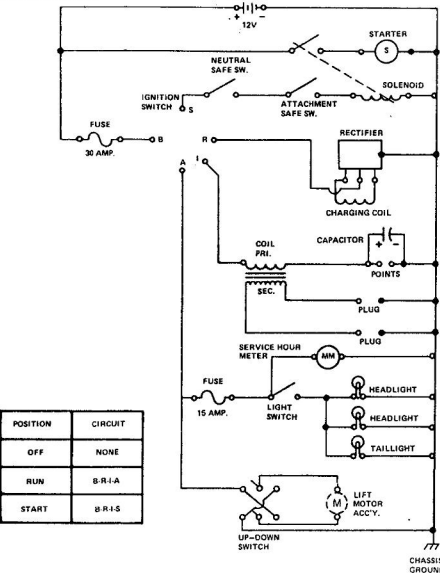 + −
12V
STARTER
S
NEUTRAL
SAFE SW.
SOLENOID
IGNITION
SWITCH
S
ATTACHMENT
SAFE SW.
FUSE
30 AMP.
B
R
I
A
RECTIFIER
CHARGING COIL
COIL
PRI.
SEC.
CAPACITOR
+ −
POINTS
PLUG
PLUG
SERVICE HOUR
METER
MM
FUSE
15 AMP.
LIGHT
SWITCH
HEADLIGHT
HEADLIGHT
TAILLIGHT
POSITION CIRCUIT
OFF NONE
RUN B-R-I-A
START B-R-I-S
M
LIFT
MOTOR
ACC'Y.
UP-DOWN
SWITCH
CHASSIS
GROUND